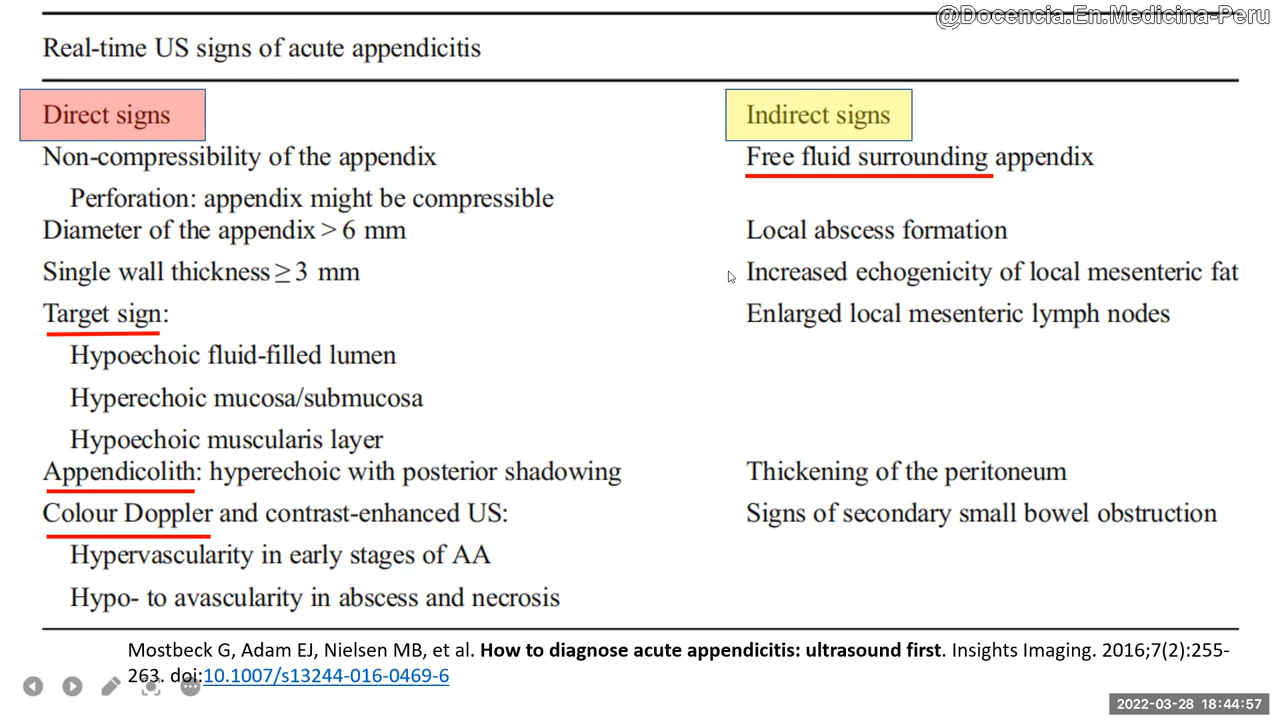 @Docencia.En.Medicina-Peru
Real-time US signs of acute appendicitis
Direct signs
Indirect signs
Non-compressibility of the appendix
Free fluid surrounding appendix
Perforation: appendix might be compressible
Diameter of the appendix > 6 mm
Local abscess formation
Single wall thickness ≥ 3 mm
Increased echogenicity of local mesenteric fat
Target sign:
Enlarged local mesenteric lymph nodes
Hypoechoic fluid-filled lumen
Hyperechoic mucosa/submucosa
Hypoechoic muscularis layer
Appendicolith: hyperechoic with posterior shadowing
Thickening of the peritoneum
Colour Doppler and contrast-enhanced US:
Signs of secondary small bowel obstruction
Hypervascularity in early stages of AA
Hypo- to avascularity in abscess and necrosis
Mostbeck G, Adam EJ, Nielsen MB, et al. How to diagnose acute appendicitis: ultrasound first. Insights Imaging. 2016;7(2):255-
263. doi:10.1007/s13244-016-0469-6
2022-03-28 18:44:57